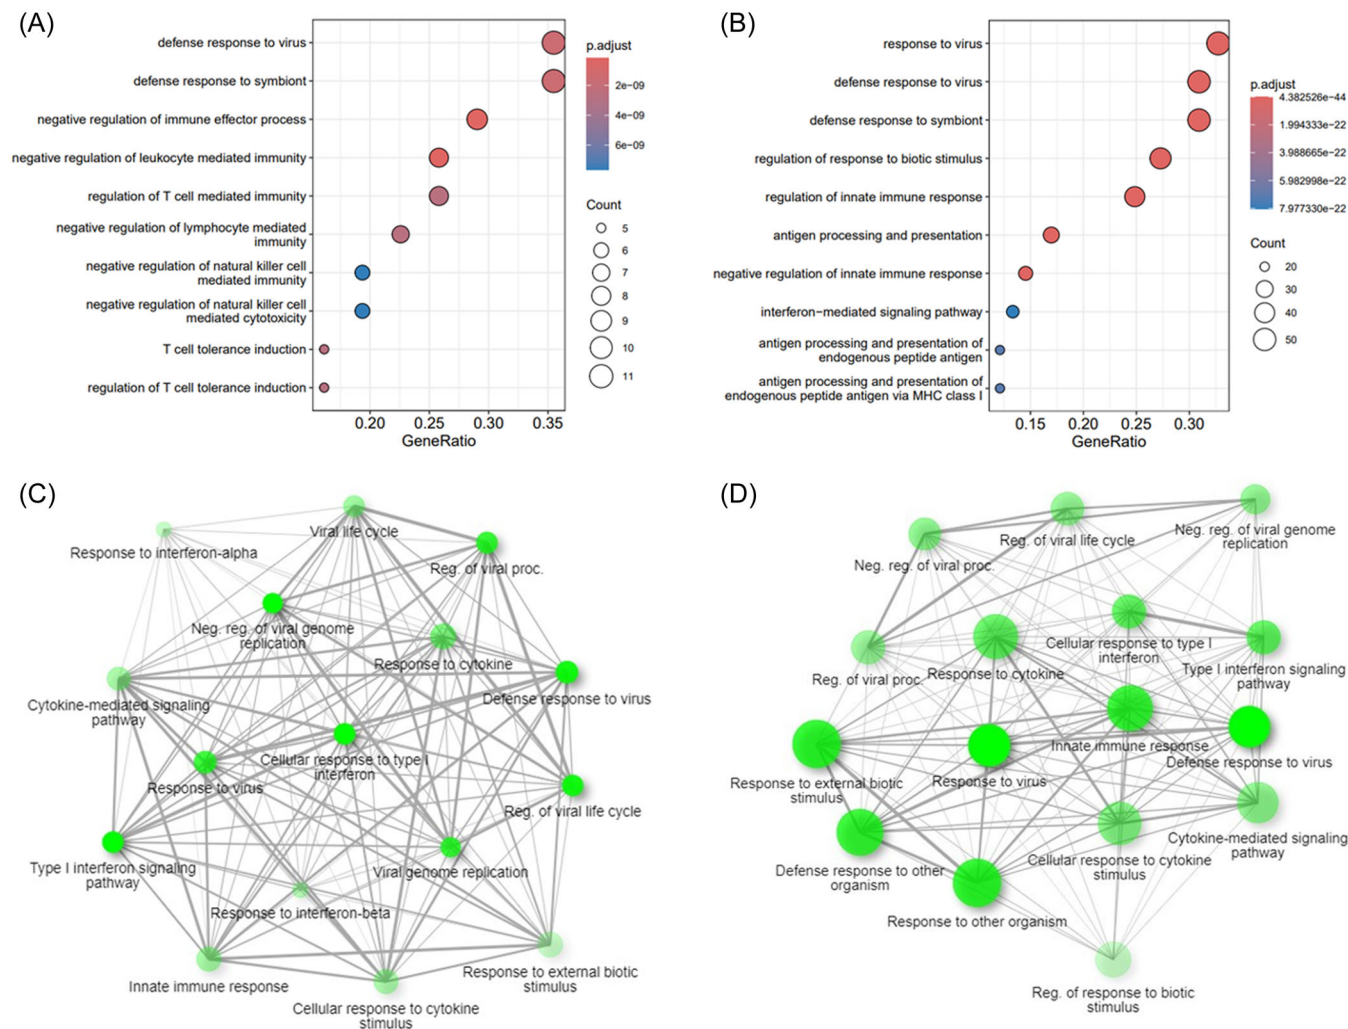 (A)
defense response to virus
defense response to symbiont
negative regulation of immune effector process
negative regulation of leukocyte mediated immunity
regulation of T cell mediated immunity
negative regulation of lymphocyte mediated
immunity
negative regulation of natural killer cell
mediated immunity
negative regulation of natural killer cell
mediated cytotoxicity
T cell tolerance induction
regulation of T cell tolerance induction
0.20 0.25 0.30 0.35
GeneRatio
p.adjust
2e−09
4e−09
6e−09
Count
5
6
7
8
9
10
11
(B)
response to virus
defense response to virus
defense response to symbiont
regulation of response to biotic stimulus
regulation of innate immune response
antigen processing and presentation
negative regulation of innate immune response
interferon−mediated signaling pathway
antigen processing and presentation of
endogenous peptide antigen
antigen processing and presentation of
endogenous peptide antigen via MHC class I
0.15 0.20 0.25 0.30
GeneRatio
p.adjust
4.382526e−44
1.994333e−22
3.988665e−22
5.982998e−22
7.977330e−22
Count
20
30
40
50
(C)
Viral life cycle
Response to interferon-alpha
Reg. of viral proc.
Neg. reg. of viral genome
replication
Response to cytokine
Defense response to virus
Cytokine-mediated signaling
pathway
Cellular response to type I
interferon
Response to virus
Reg. of viral life cycle
Type I interferon signaling
pathway
Viral genome replication
Response to interferon-beta
Response to external biotic
stimulus
Innate immune response
Cellular response to cytokine
stimulus
(D)
Neg. reg. of viral genome
replication
Reg. of viral life cycle
Neg. reg. of viral proc.
Cellular response to type I
interferon
Type I interferon signaling
pathway
Response to cytokine
Reg. of viral proc.
Innate immune response
Defense response to virus
Response to external biotic
stimulus
Response to virus
Cytokine-mediated signaling
pathway
Cellular response to cytokine
stimulus
Defense response to other
organism
Response to other organism
Reg. of response to biotic
stimulus